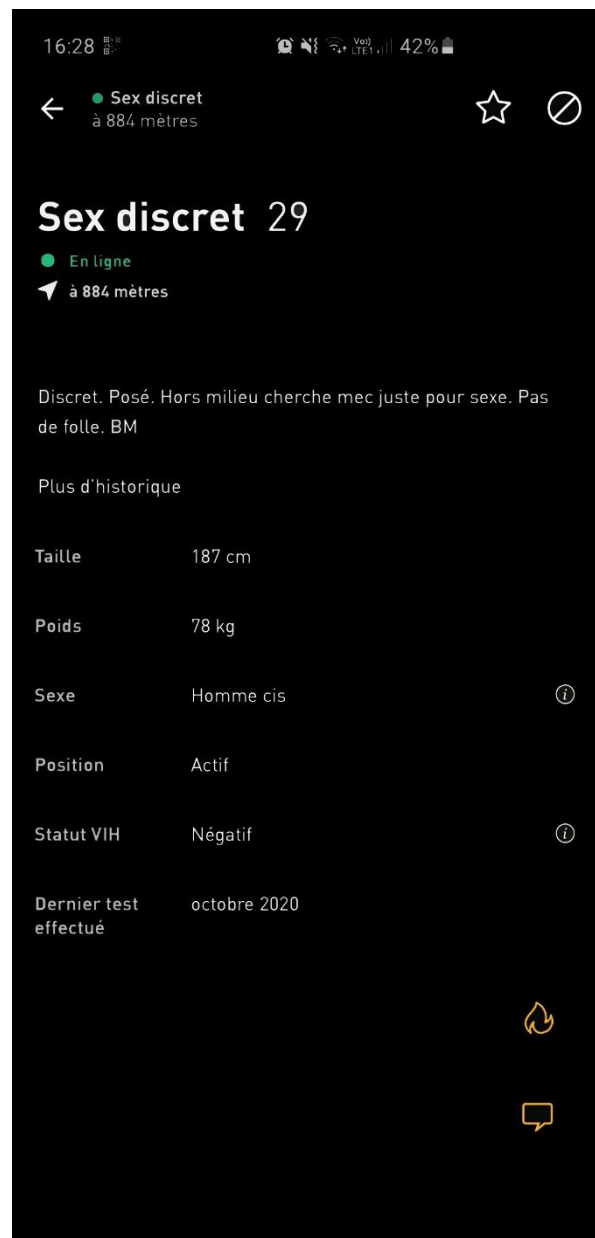 16:28 Vo)) LTE1 42%
Sex discret
à 884 mètres
Sex discret 29
En ligne
à 884 mètres
Discret. Posé. Hors milieu cherche mec juste pour sexe. Pas
de folle. BM
Plus d'historique
Taille 187 cm
Poids 78 kg
Sexe Homme cis
Position Actif
Statut VIH Négatif
Dernier test octobre 2020
effectué